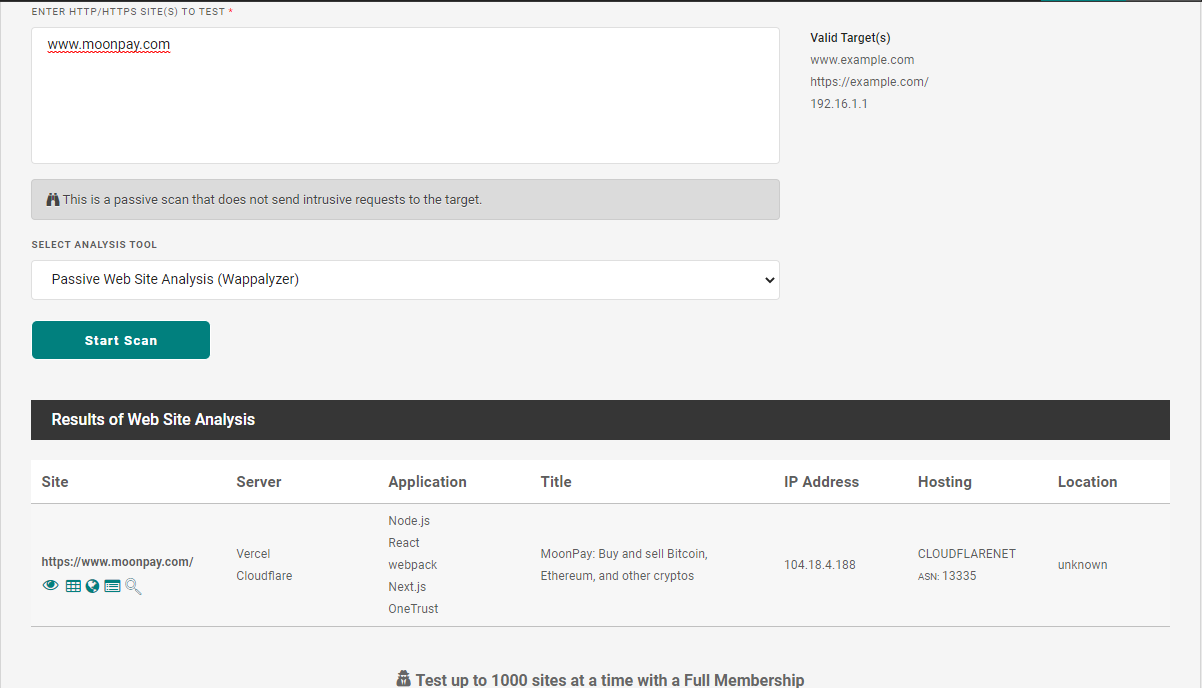 ENTER HTTP/HTTPS SITE(S) TO TEST *
www.moonpay.com
Valid Target(s)
www.example.com
https://example.com/
192.16.1.1
This is a passive scan that does not send intrusive requests to the target.
SELECT ANALYSIS TOOL
Passive Web Site Analysis (Wappalyzer)
Start Scan
Results of Web Site Analysis
Site Server Application Title IP Address Hosting Location
https://www.moonpay.com/
Vercel
Cloudflare
Node.js
React
webpack
Next.js
OneTrust
MoonPay: Buy and sell Bitcoin,
Ethereum, and other cryptos
104.18.4.188
CLOUDFLARENET
ASN: 13335
unknown
Test up to 1000 sites at a time with a Full Membership